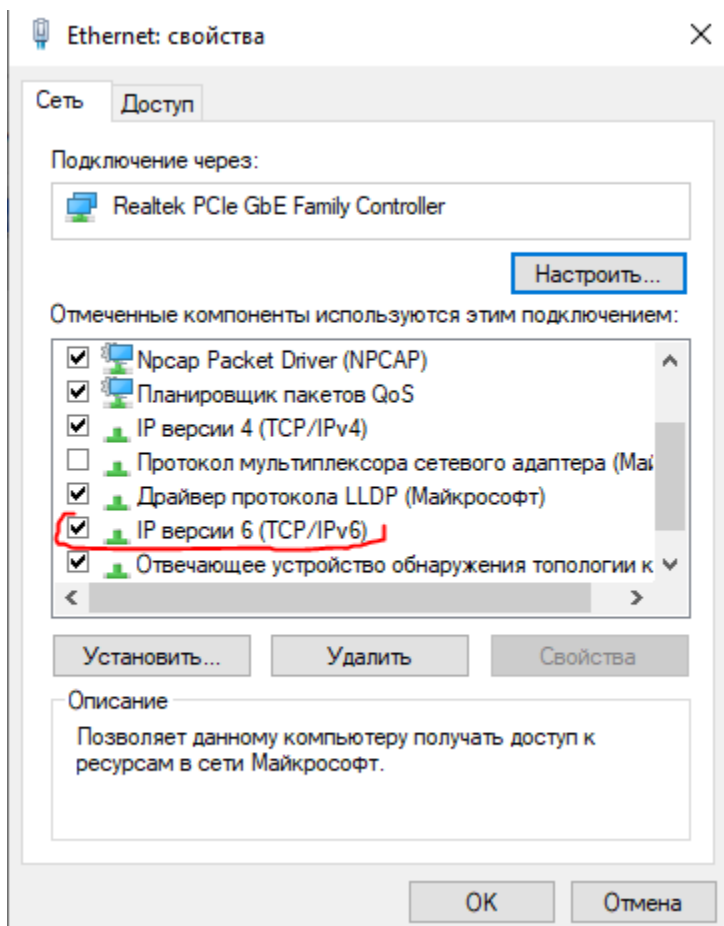 Ethernet: свойства
Сеть
Доступ
Подключение через:
Realtek PCIe GbE Family Controller
Настроить...
Отмеченные компоненты используются этим подключением:
Npcap Packet Driver (NPCAP)
Планировщик пакетов QoS
IP версии 4 (TCP/IPv4)
Протокол мультиплексора сетевого адаптера (Май
Драйвер протокола LLDP (Майкрософт)
IP версии 6 (TCP/IPv6)
Отвечающее устройство обнаружения топологии к
Установить...
Удалить
Свойства
Описание
Позволяет данному компьютеру получать доступ к
ресурсам в сети Майкрософт.
OK
Отмена